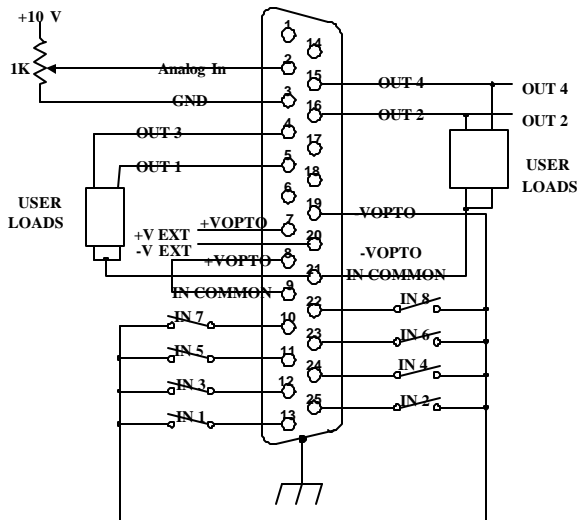 +10 V
1
14
2
1K
Analog In
15
OUT 4
OUT 4
3
GND
16
OUT 2
OUT 2
4
OUT 3
17
5
OUT 1
18
USER
LOADS
6
19
-VOPTO
USER
LOADS
7
+VOPTO
+V EXT
20
-V EXT
8
+VOPTO
-VOPTO
21
IN COMMON
9
IN COMMON
22
IN 8
10
IN 7
23
IN 6
11
IN 5
24
IN 4
12
IN 3
25
IN 2
13
IN 1